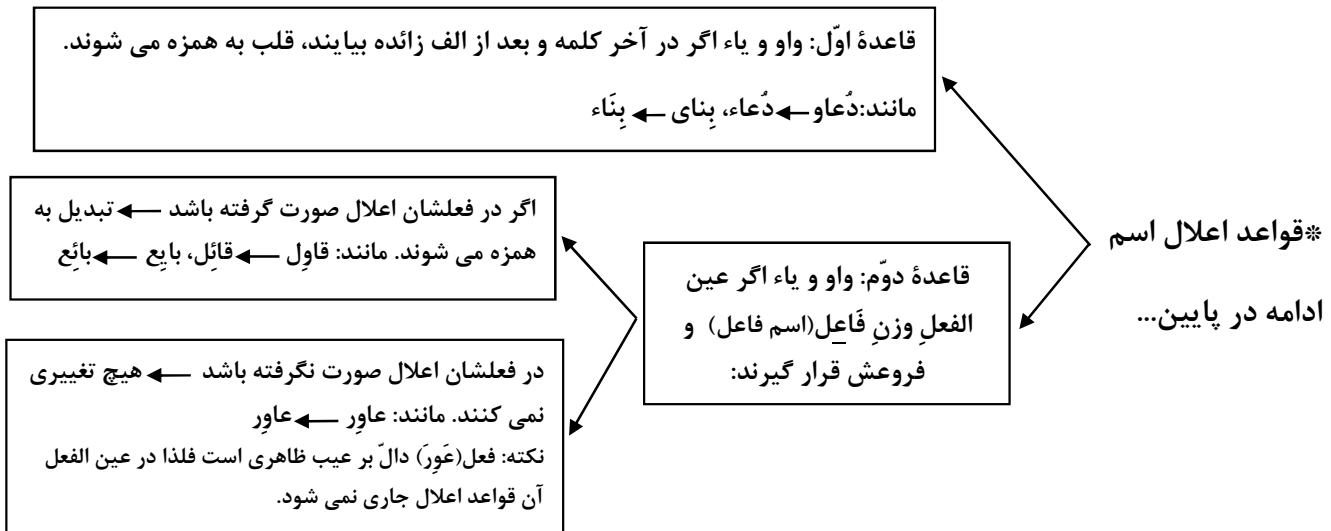 *قواعد اعلال اسم
ادامه در پایین...
قاعدهٔ اوّل: واو و یاء اگر در آخر کلمه و بعد از الف زائده بیایند، قلب به همزه می شوند.
مانند:دُعاو ← دُعاء، بِنای ← بِنَاء
قاعدهٔ دوّم: واو و یاء اگر عین
الفعلِ وزنِ فَاعِل(اسم فاعل) و
فروعش قرار گیرند:
اگر در فعلشان اعلال صورت گرفته باشد ← تبدیل به
همزه می شوند. مانند: قاوِل ← قائِل، بایِع ← بائِع
در فعلشان اعلال صورت نگرفته باشد ← هیچ تغییری
نمی کنند. مانند: عاوِر ← عاوِر
نکته: فعل(عَوِرَ) دالّ بر عیب ظاهری است فلذا در عین الفعل
آن قواعد اعلال جاری نمی شود.